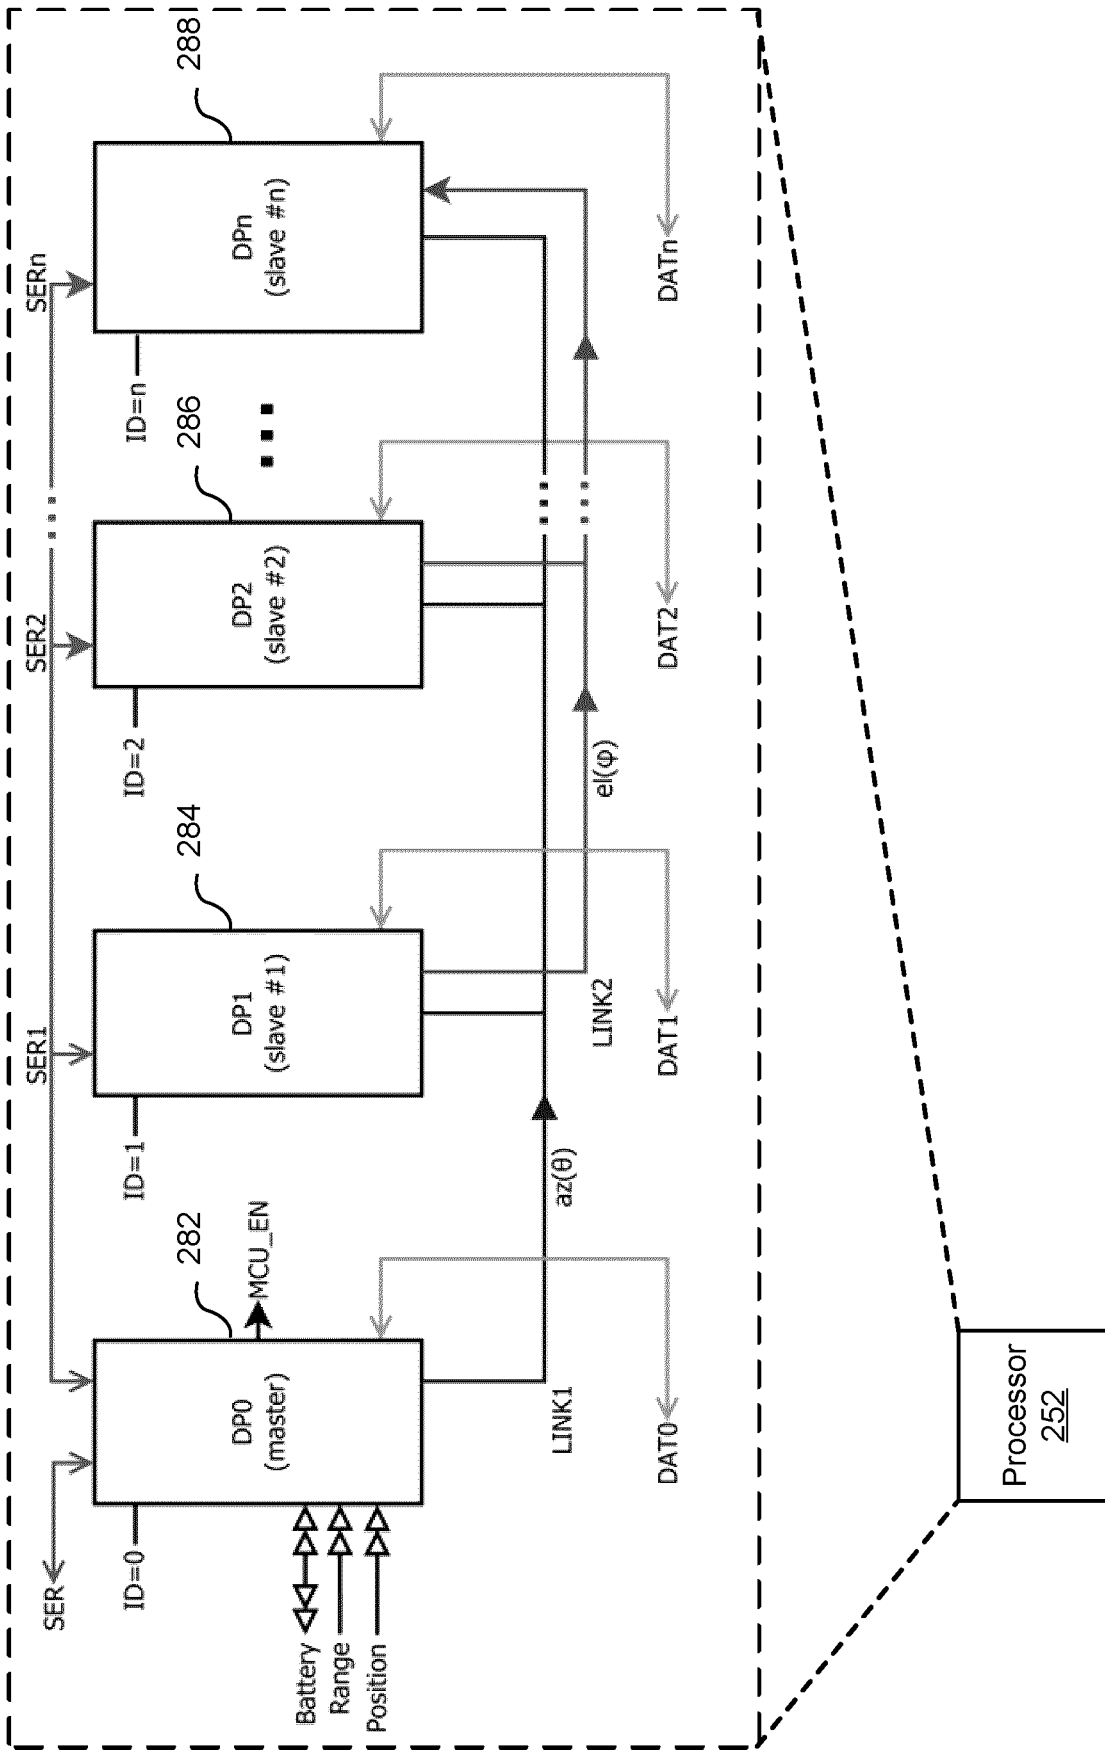 SER
SER1
SER2
SERn
ID=0
ID=1
ID=2
ID=n
282
284
286
288
DP0
(master)
DP1
(slave #1)
DP2
(slave #2)
DPn
(slave #n)
MCU_EN
Battery
Range
Position
az(θ)
el(φ)
LINK1
LINK2
DAT0
DAT1
DAT2
DATn
Processor
252